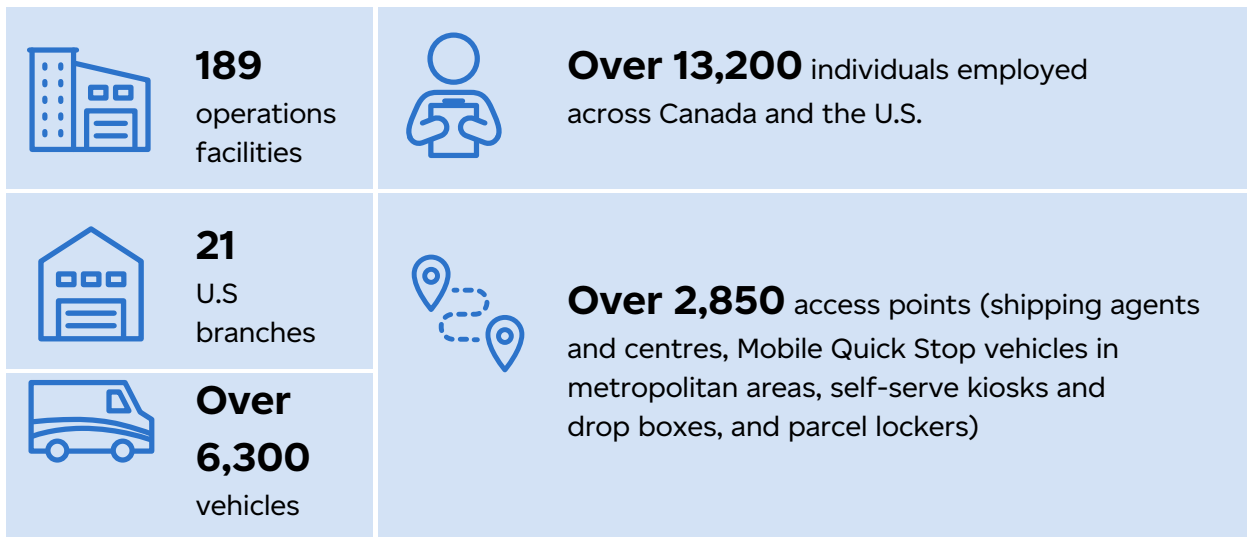 189
operations
facilities
Over 13,200 individuals employed
across Canada and the U.S.
21
U.S
branches
Over 2,850 access points (shipping agents
and centres, Mobile Quick Stop vehicles in
metropolitan areas, self-serve kiosks and
drop boxes, and parcel lockers)
Over
6,300
vehicles